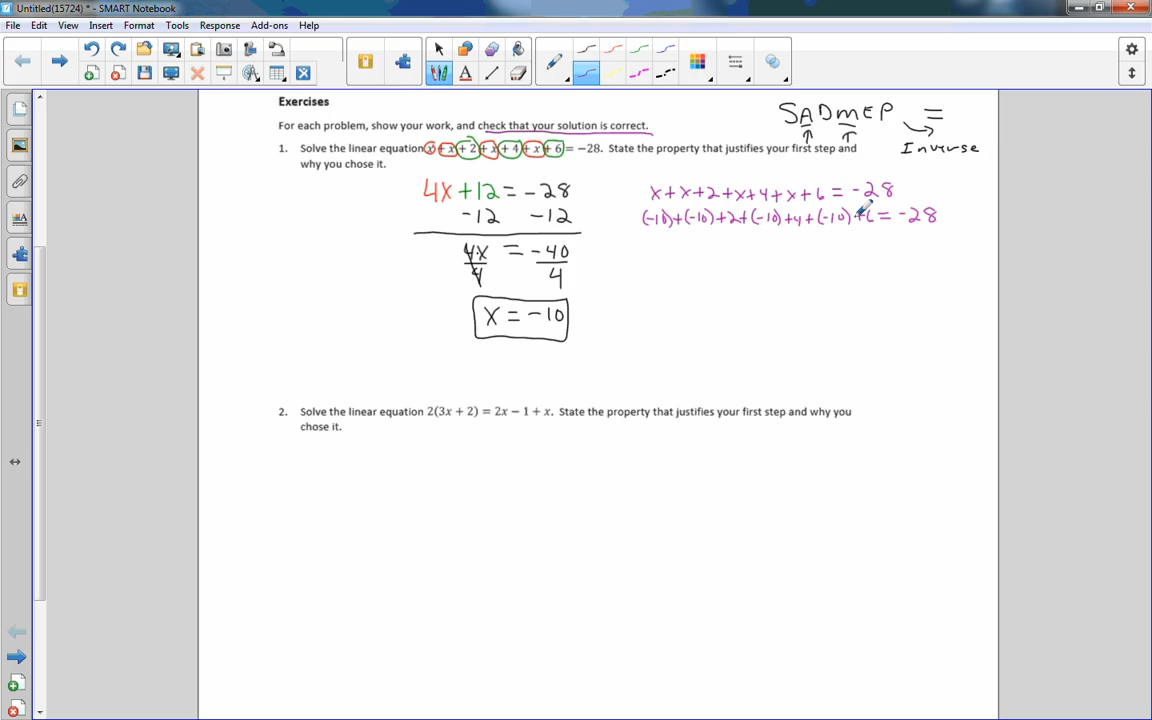 Untitled(15724) * - SMART Notebook
File Edit View Insert Format Tools Response Add-ons Help
Exercises
SADMEP =
For each problem, show your work, and check that your solution is correct.
Inverse
1. Solve the linear equation x + x + 2 + x + 4 + x + 6 = −28. State the property that justifies your first step and
why you chose it.
4x +12 = -28
-12 -12
4x = -40
4 4
x = -10
x + x + 2 + x + 4 + x + 6 = -28
(-10)+(-10)+2+(-10)+4+(-10)+6 = -28
2. Solve the linear equation 2(3x + 2) = 2x − 1 + x. State the property that justifies your first step and why you
chose it.